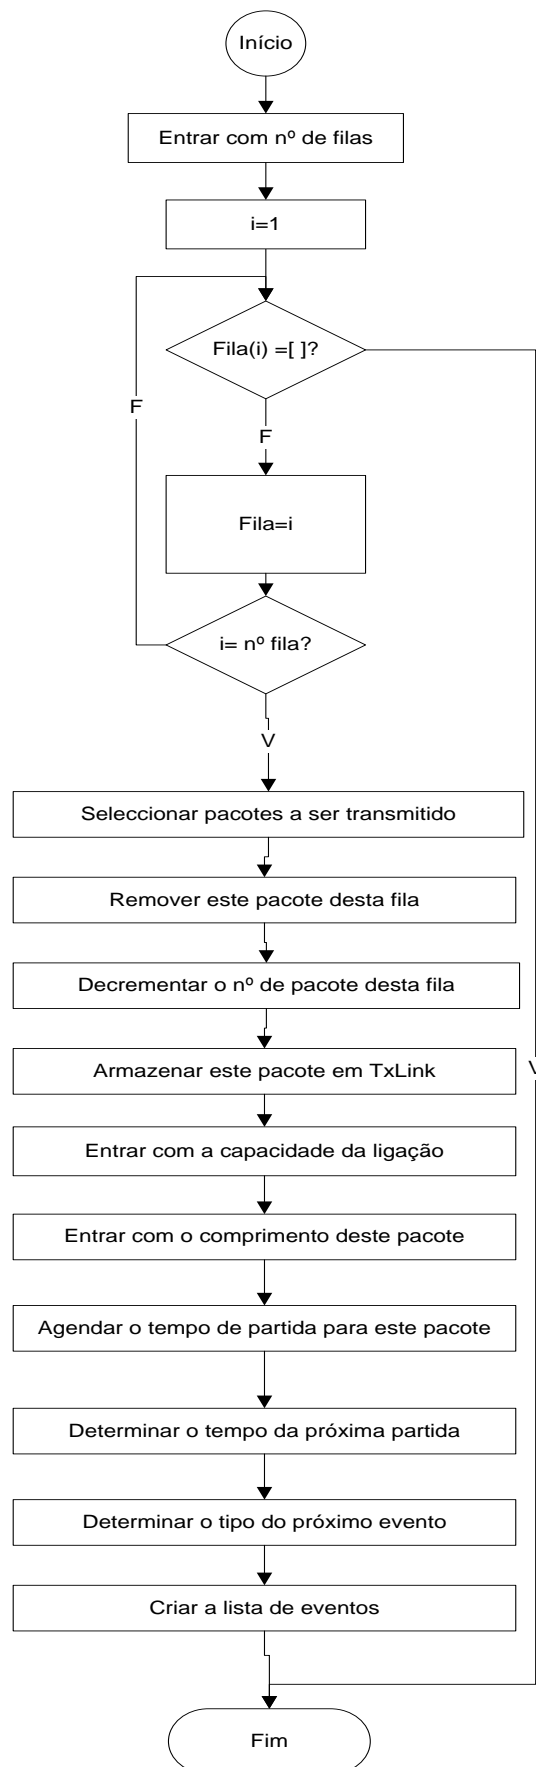 Início
Entrar com nº de filas
i=1
Fila(i) =[ ]?
F
F
Fila=i
i= nº fila?
V
Seleccionar pacotes a ser transmitido
Remover este pacote desta fila
Decrementar o nº de pacote desta fila
Armazenar este pacote em TxLink
V
Entrar com a capacidade da ligação
Entrar com o comprimento deste pacote
Agendar o tempo de partida para este pacote
Determinar o tempo da próxima partida
Determinar o tipo do próximo evento
Criar a lista de eventos
Fim